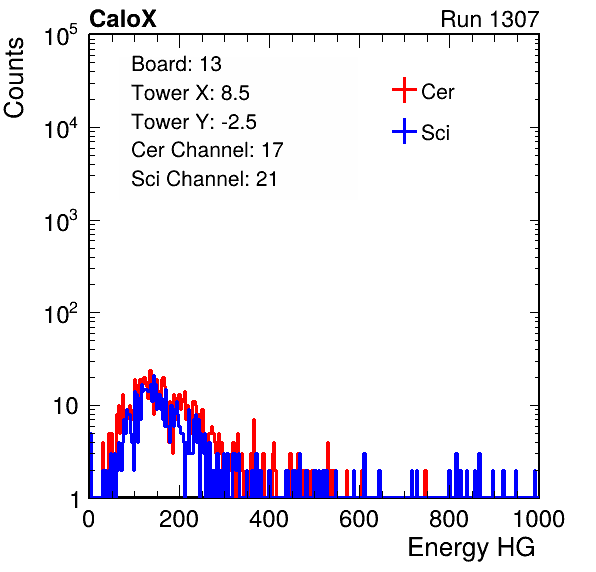 CaloX Run 1307
Counts
10^5
10^4
10^3
10^2
10
1
Board: 13
Tower X: 8.5
Tower Y: -2.5
Cer Channel: 17
Sci Channel: 21
Cer
Sci
0 200 400 600 800 1000
Energy HG